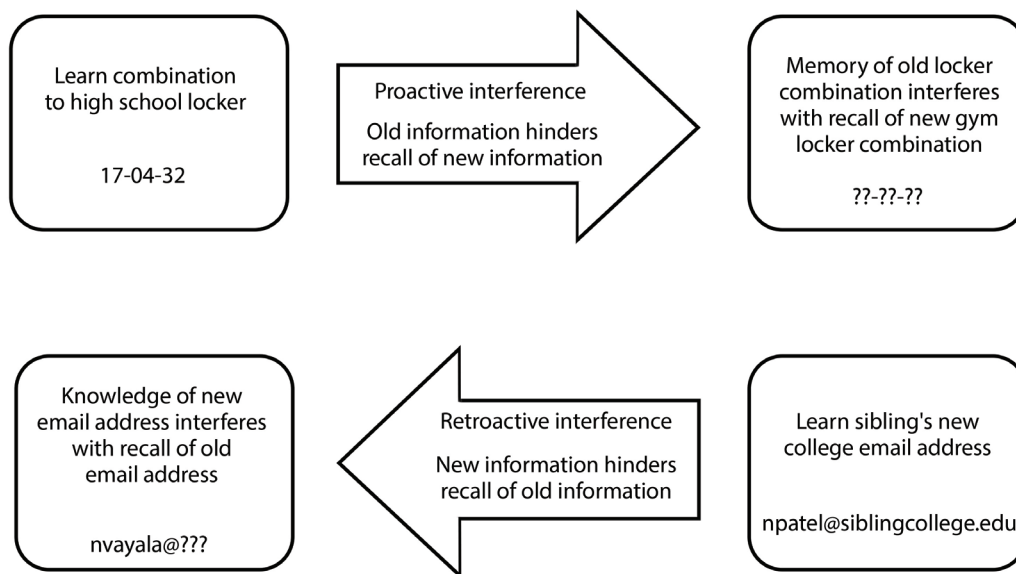 Learn combination
to high school locker
17-04-32
Proactive interference
Old information hinders
recall of new information
Memory of old locker
combination interferes
with recall of new gym
locker combination
??-??-??
Knowledge of new
email address interferes
with recall of old
email address
nvayala@???
Retroactive interference
New information hinders
recall of old information
Learn sibling's new
college email address
npatel@siblingcollege.edu